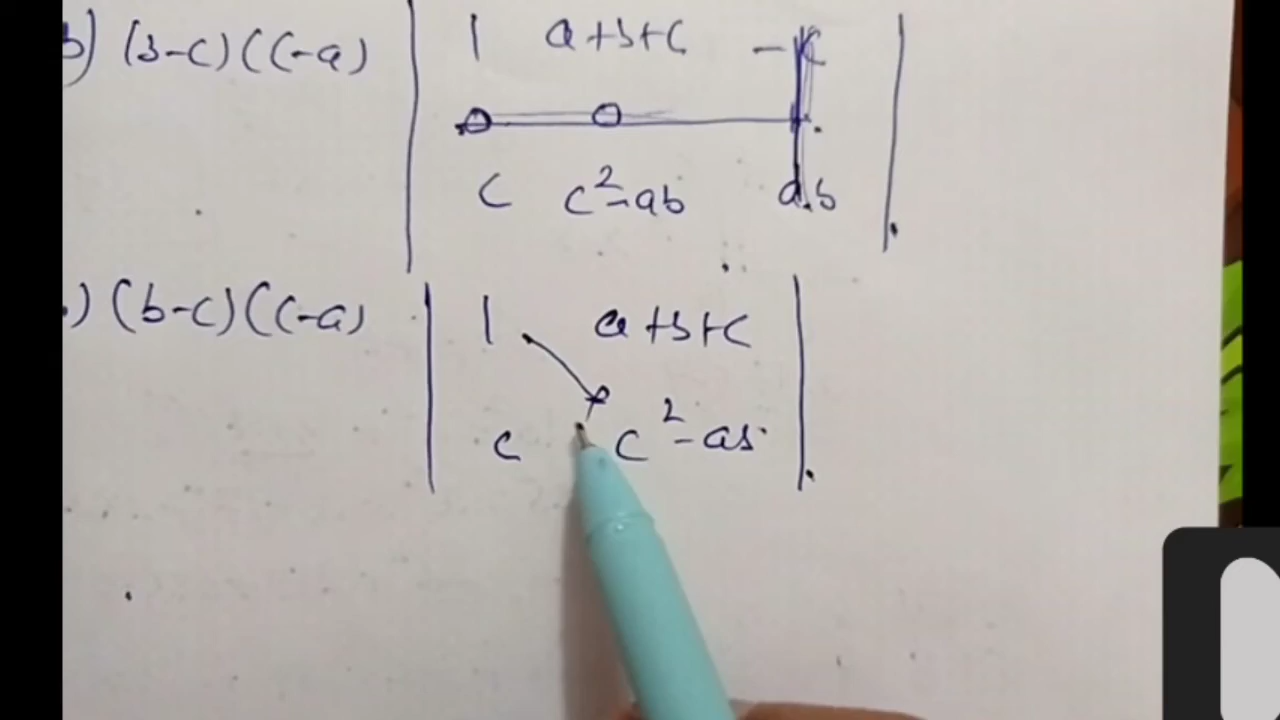 b) (b-c)(c-a) | 1 a+b+c -c |
0 0
c c²-ab ab
.) (b-c)(c-a) | 1 a+b+c |
c c²-ab